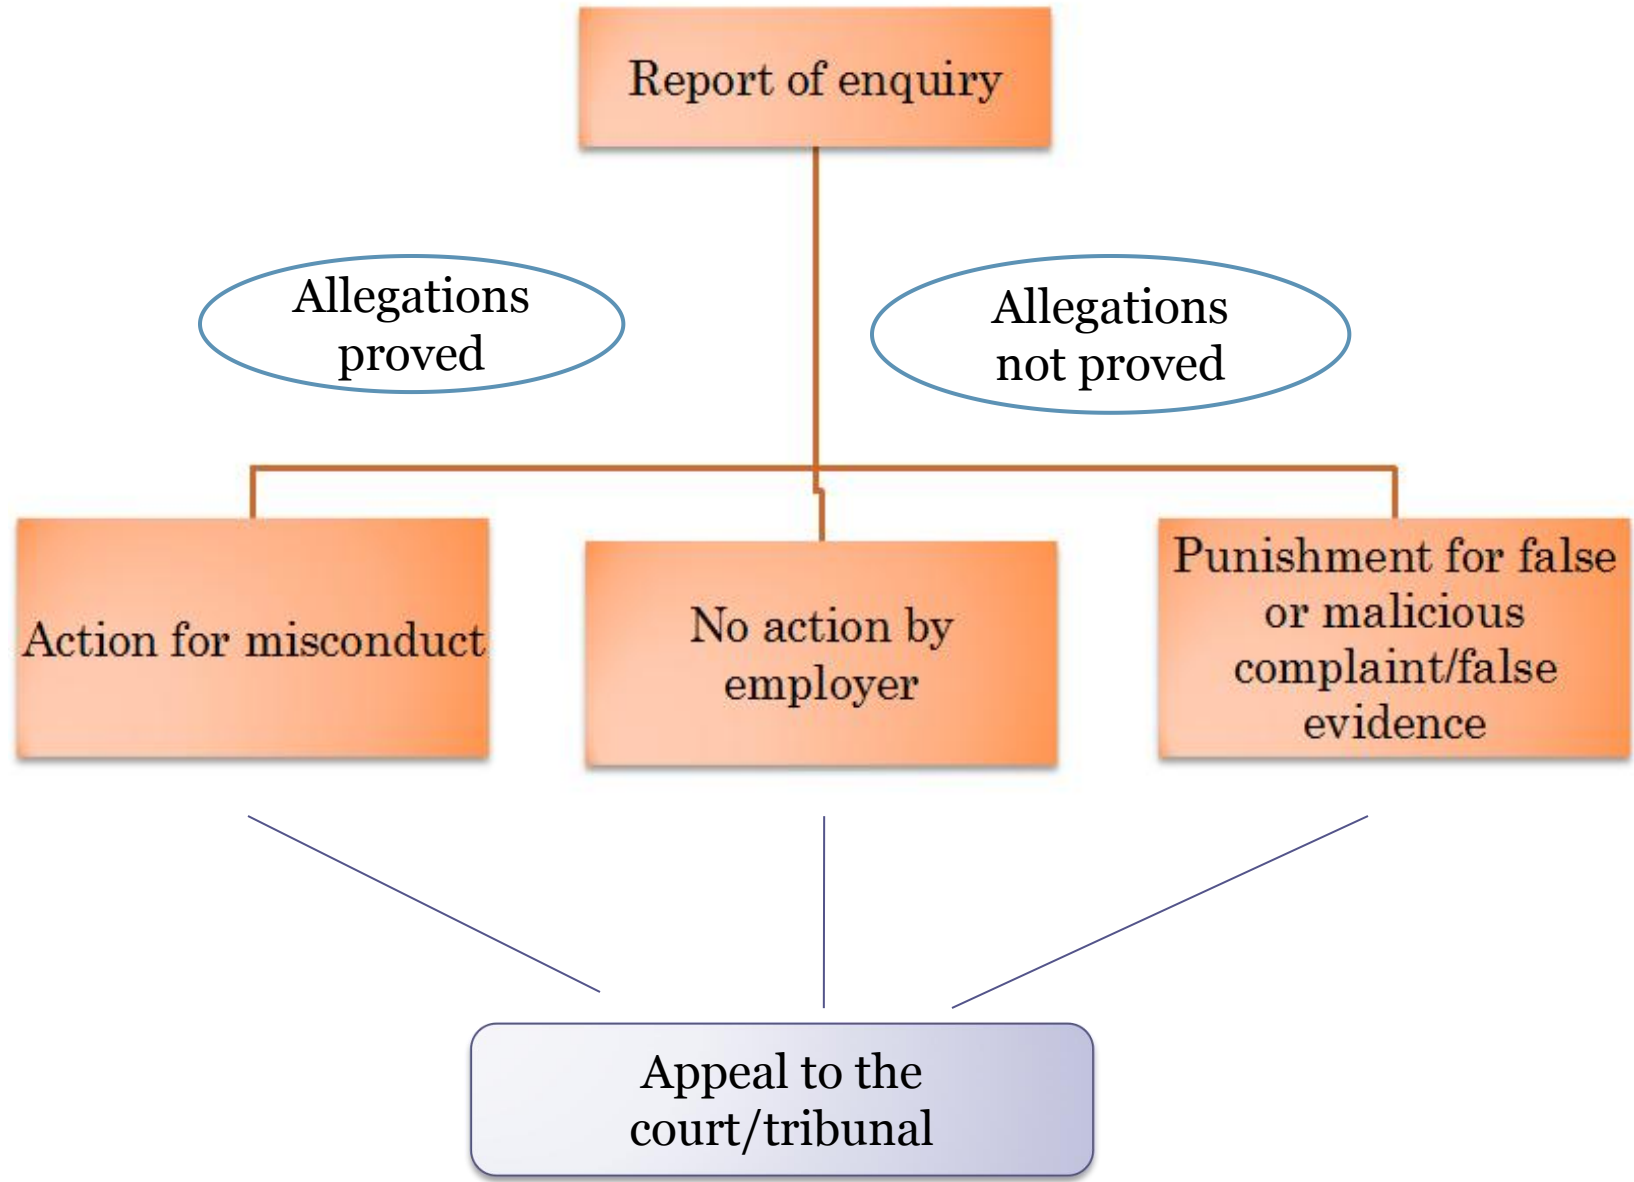 Report of enquiry
Allegations
proved
Allegations
not proved
Action for misconduct
No action by
employer
Punishment for false
or malicious
complaint/false
evidence
Appeal to the
court/tribunal